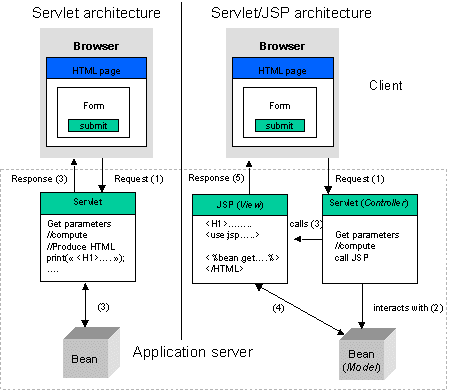 Servlet architecture
Servlet/JSP architecture
Browser
HTML page
Form
submit
Browser
HTML page
Form
submit
Client
Response (3)
Request (1)
Response (5)
Request (1)
Servlet
Get parameters
//compute
//Produce HTML
print(« <H1>.... »);
....
JSP (View)
<H1>.........
<use jsp.....>
<%bean.get....%>
</HTML>
calls (3)
Servlet (Controller)
Get parameters
//compute
call JSP
(3)
(4)
interacts with (2)
Bean
Application server
Bean
(Model)